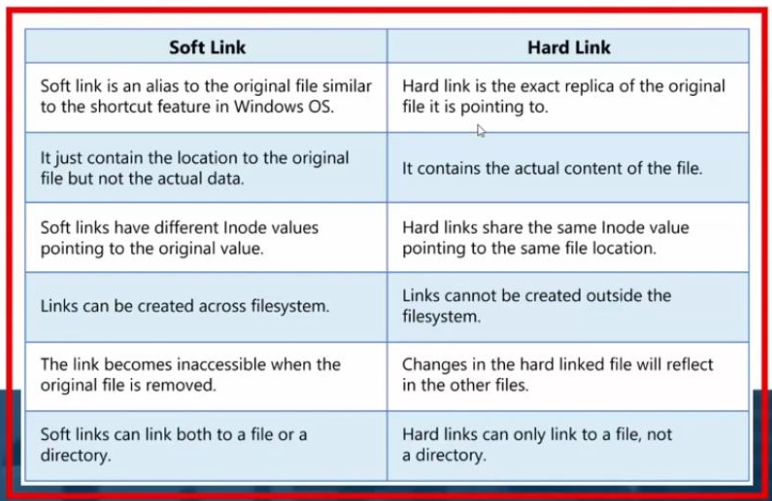 Soft Link
Hard Link
Soft link is an alias to the original file similar
to the shortcut feature in Windows OS.
Hard link is the exact replica of the original
file it is pointing to.
It just contain the location to the original
file but not the actual data.
It contains the actual content of the file.
Soft links have different Inode values
pointing to the original value.
Hard links share the same Inode value
pointing to the same file location.
Links can be created across filesystem.
Links cannot be created outside the
filesystem.
The link becomes inaccessible when the
original file is removed.
Changes in the hard linked file will reflect
in the other files.
Soft links can link both to a file or a
directory.
Hard links can only link to a file, not
a directory.